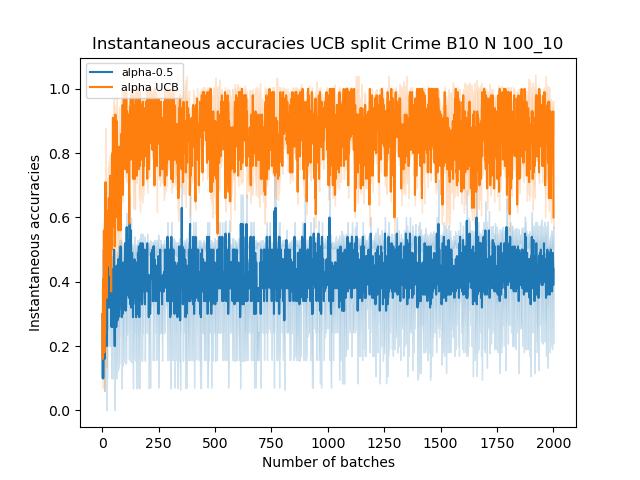 Instantaneous accuracies UCB split Crime B10 N 100_10
alpha-0.5
alpha UCB
1.0
0.8
0.6
0.4
0.2
0.0
Instantaneous accuracies
0 250 500 750 1000 1250 1500 1750 2000
Number of batches